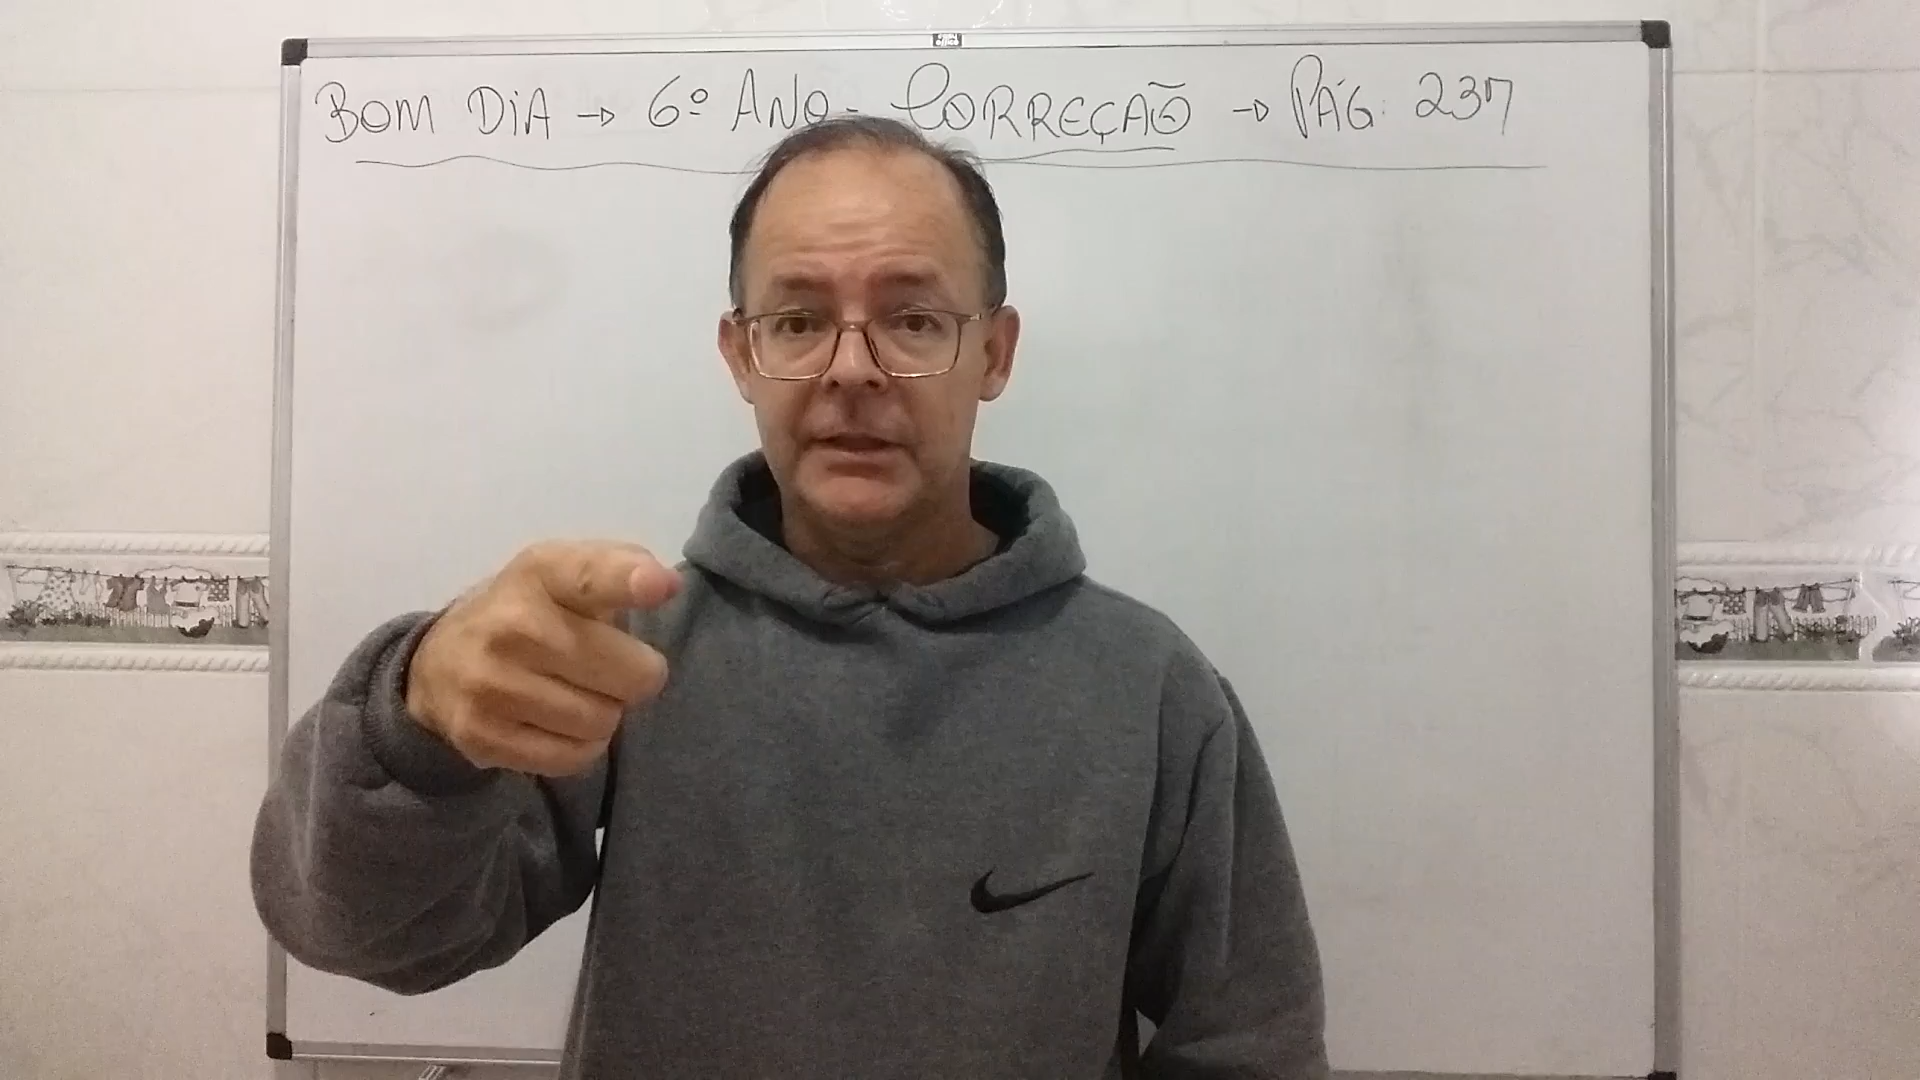 BOM DIA → 6º ANO - CORREÇÃO → PÁG: 237